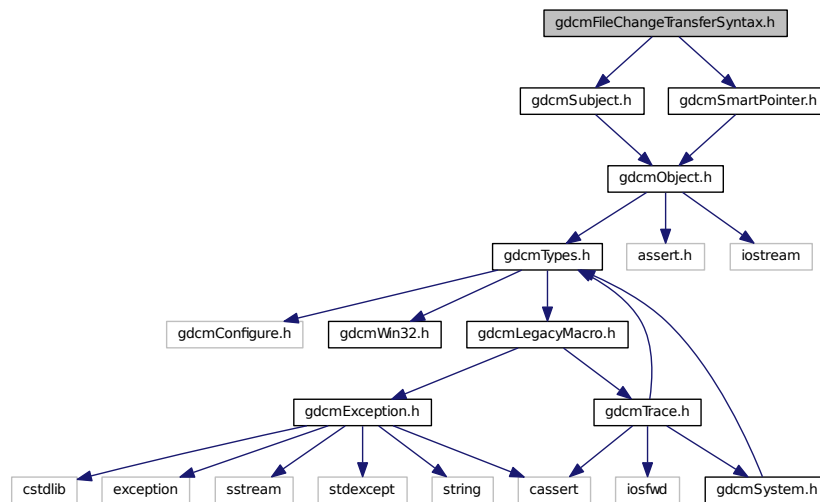 gdcmFileChangeTransferSyntax.h
gdcmSubject.h
gdcmSmartPointer.h
gdcmObject.h
gdcmTypes.h
assert.h
iostream
gdcmConfigure.h
gdcmWin32.h
gdcmLegacyMacro.h
gdcmException.h
gdcmTrace.h
cstdlib
exception
sstream
stdexcept
string
cassert
iosfwd
gdcmSystem.h